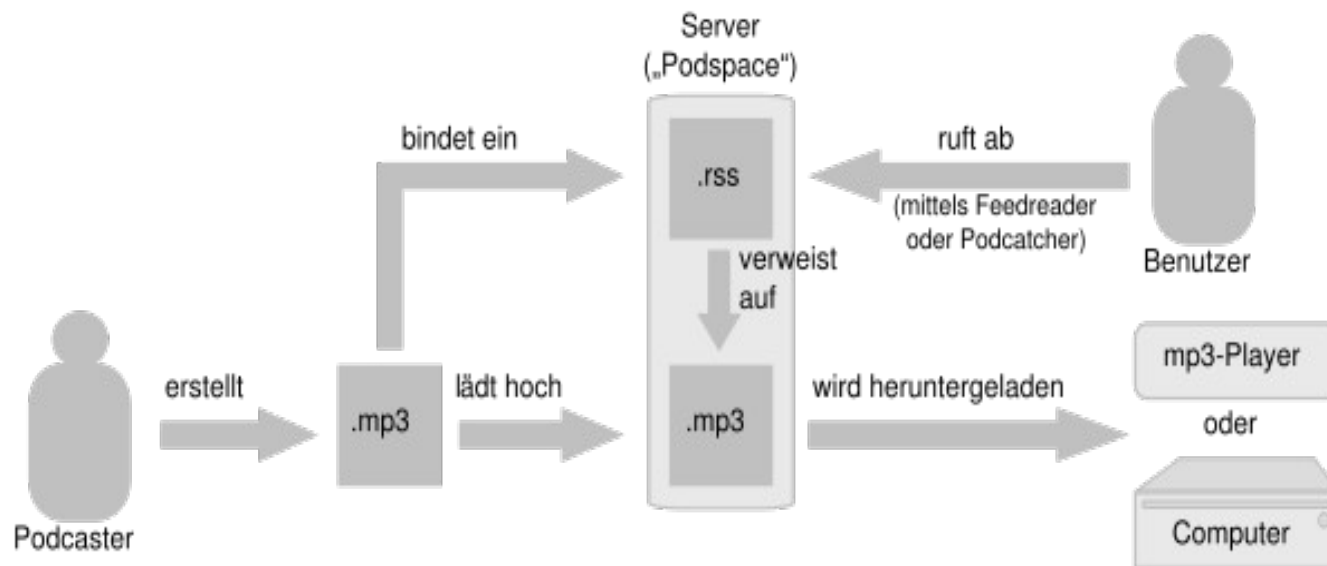 Server
(„Podspace“)
bindet ein
.rss
ruft ab
(mittels Feedreader
oder Podcatcher)
Benutzer
verweist
auf
Podcaster
erstellt
.mp3
lädt hoch
.mp3
wird heruntergeladen
mp3-Player
oder
Computer